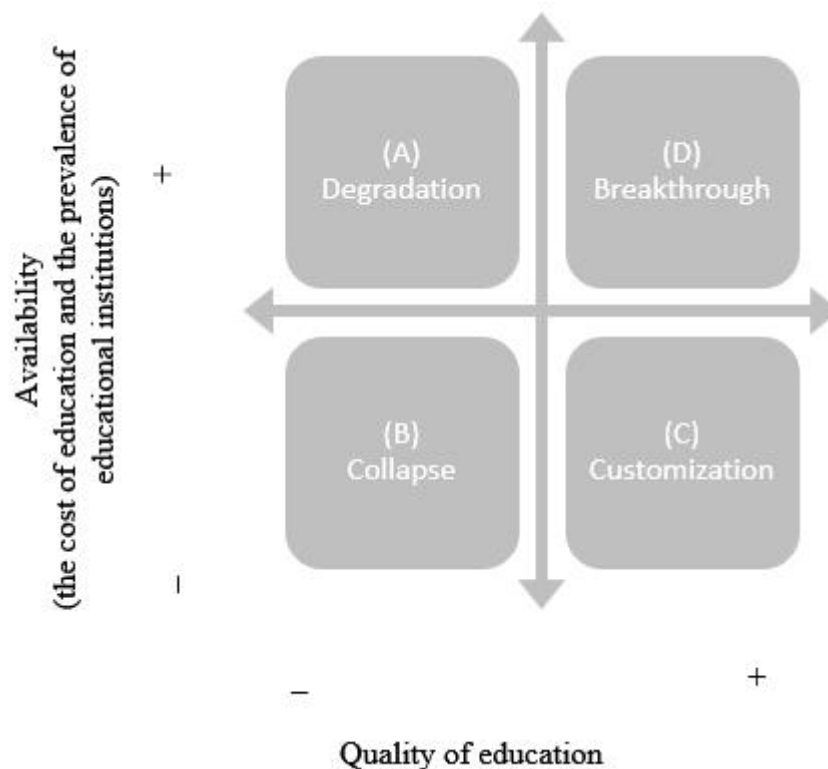 Availability
(the cost of education and the prevalence of
educational institutions)
+
–
(A)
Degradation
(D)
Breakthrough
(B)
Collapse
(C)
Customization
–
+
Quality of education